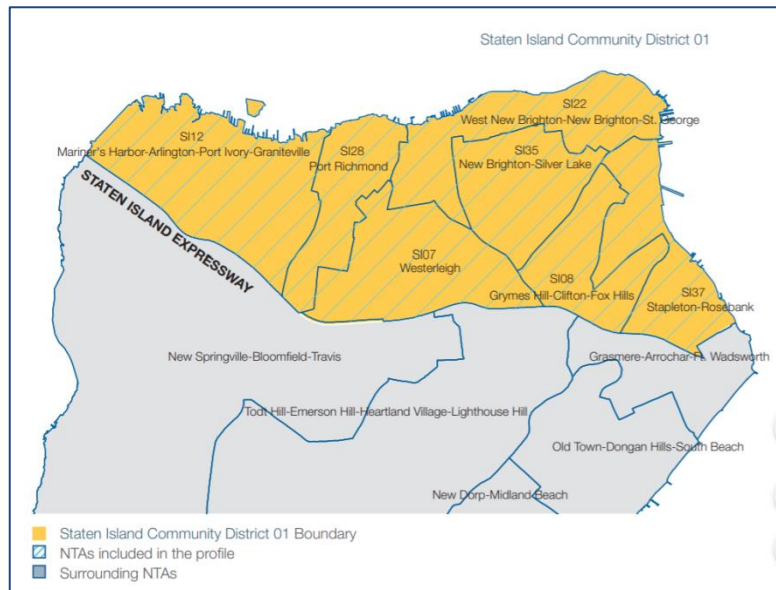 Staten Island Community District 01
SI22
West New Brighton-New Brighton-St. George
SI12
Mariner's Harbor-Arlington-Port Ivory-Graniteville
SI28
Port Richmond
SI35
New Brighton-Silver Lake
STATEN ISLAND EXPRESSWAY
SI07
Westerleigh
SI08
Grymes Hill-Clifton-Fox Hills
SI37
Stapleton-Rosebank
New Springville-Bloomfield-Travis
Grasmere-Arrochar-Ft. Wadsworth
Todt Hill-Emerson Hill-Heartland Village-Lighthouse Hill
Old Town-Dongan Hills-South Beach
New Dorp-Midland Beach
Staten Island Community District 01 Boundary
NTAs included in the profile
Surrounding NTAs